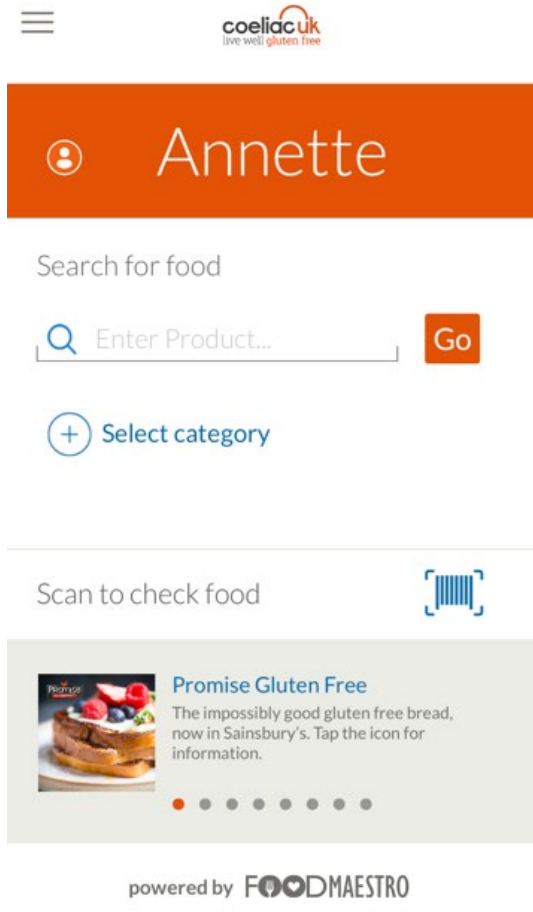 coeliac uk
live well gluten free
Annette
Search for food
Enter Product...
Go
Select category
Scan to check food
PROMISE
Promise Gluten Free
The impossibly good gluten free bread,
now in Sainsbury's. Tap the icon for
information.
powered by FOODMAESTRO